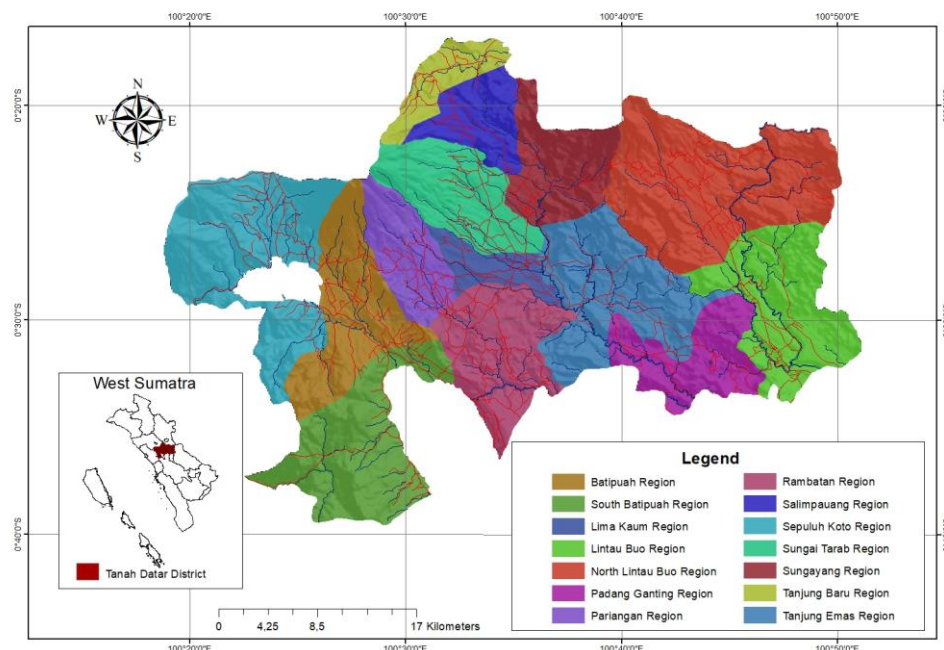 100°20'0"E 100°30'0"E 100°40'0"E 100°50'0"E
N
W E
S
0°20'0"S
0°30'0"S
0°40'0"S
West Sumatra
Tanah Datar District
Legend
Batipuah Region
South Batipuah Region
Lima Kaum Region
Lintau Buo Region
North Lintau Buo Region
Padang Ganting Region
Pariangan Region
Rambatan Region
Salimpauang Region
Sepuluh Koto Region
Sungai Tarab Region
Sungayang Region
Tanjung Baru Region
Tanjung Emas Region
0 4,25 8,5 17 Kilometers
100°20'0"E 100°30'0"E 100°40'0"E 100°50'0"E